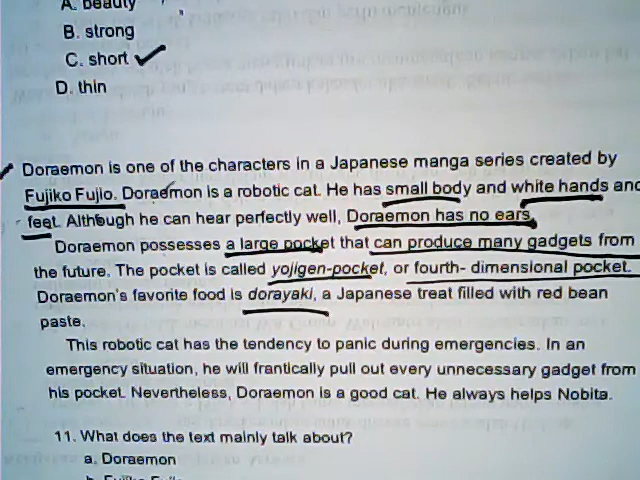 A. beauty
B. strong
C. short
D. thin
Doraemon is one of the characters in a Japanese manga series created by
Fujiko Fujio. Doraemon is a robotic cat. He has small body and white hands and
feet. Although he can hear perfectly well, Doraemon has no ears.
Doraemon possesses a large pocket that can produce many gadgets from
the future. The pocket is called yojigen-pocket, or fourth- dimensional pocket.
Doraemon's favorite food is dorayaki, a Japanese treat filled with red bean
paste.
This robotic cat has the tendency to panic during emergencies. In an
emergency situation, he will frantically pull out every unnecessary gadget from
his pocket. Nevertheless, Doraemon is a good cat. He always helps Nobita.
11. What does the text mainly talk about?
a. Doraemon